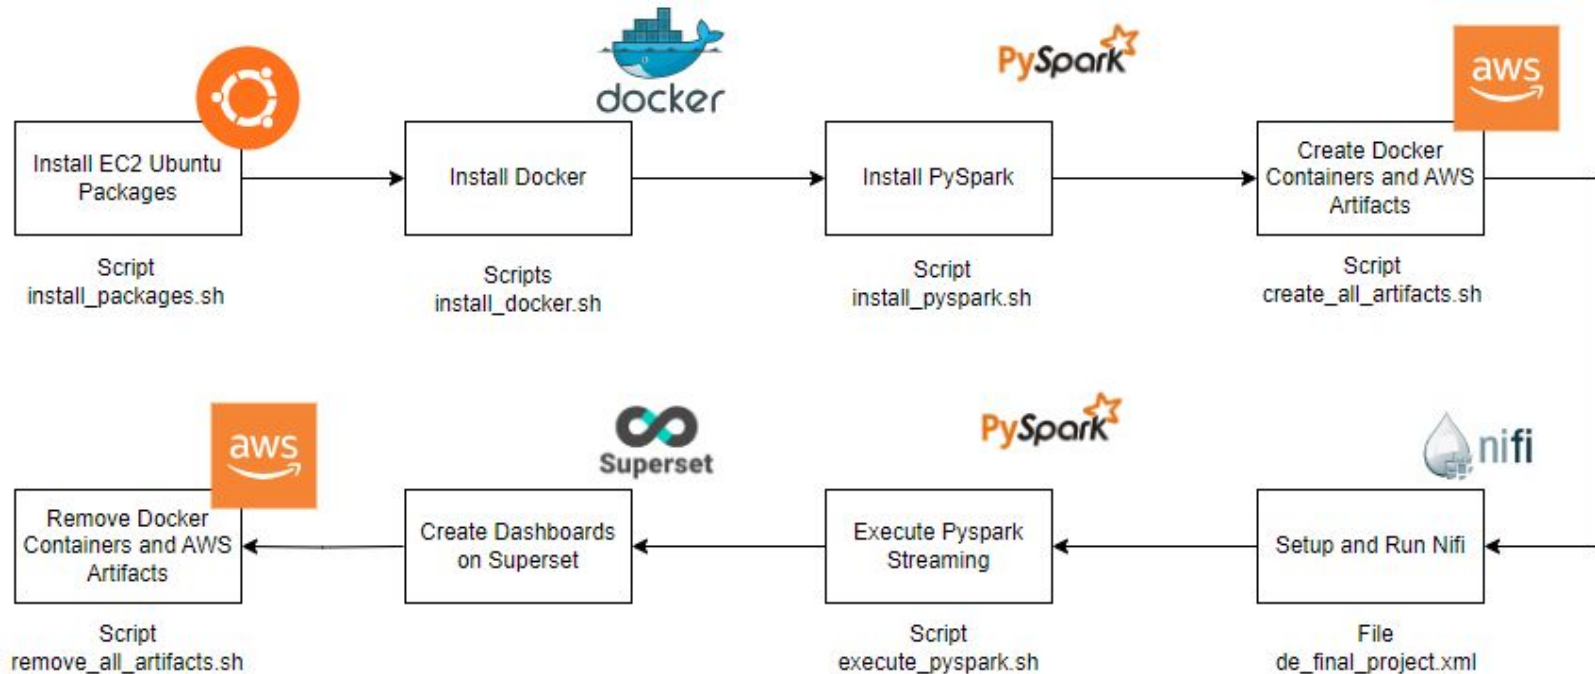 docker
PySpark
aws
Install EC2 Ubuntu
Packages
Install Docker
Install PySpark
Create Docker
Containers and AWS
Artifacts
Script
install_packages.sh
Scripts
install_docker.sh
Script
install_pyspark.sh
Script
create_all_artifacts.sh
aws
Superset
PySpark
nifi
Remove Docker
Containers and AWS
Artifacts
Create Dashboards
on Superset
Execute Pyspark
Streaming
Setup and Run Nifi
Script
remove_all_artifacts.sh
Script
execute_pyspark.sh
File
de_final_project.xml